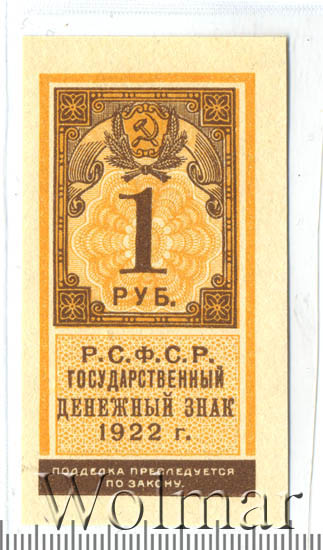 1
РУБ.
Р.С.Ф.С.Р.
ГОСУДАРСТВЕННЫЙ
ДЕНЕЖНЫЙ ЗНАК
1922 г.
ПОДДЕЛКА ПРЕСЛЕДУЕТСЯ
ПО ЗАКОНУ.
Wolmar